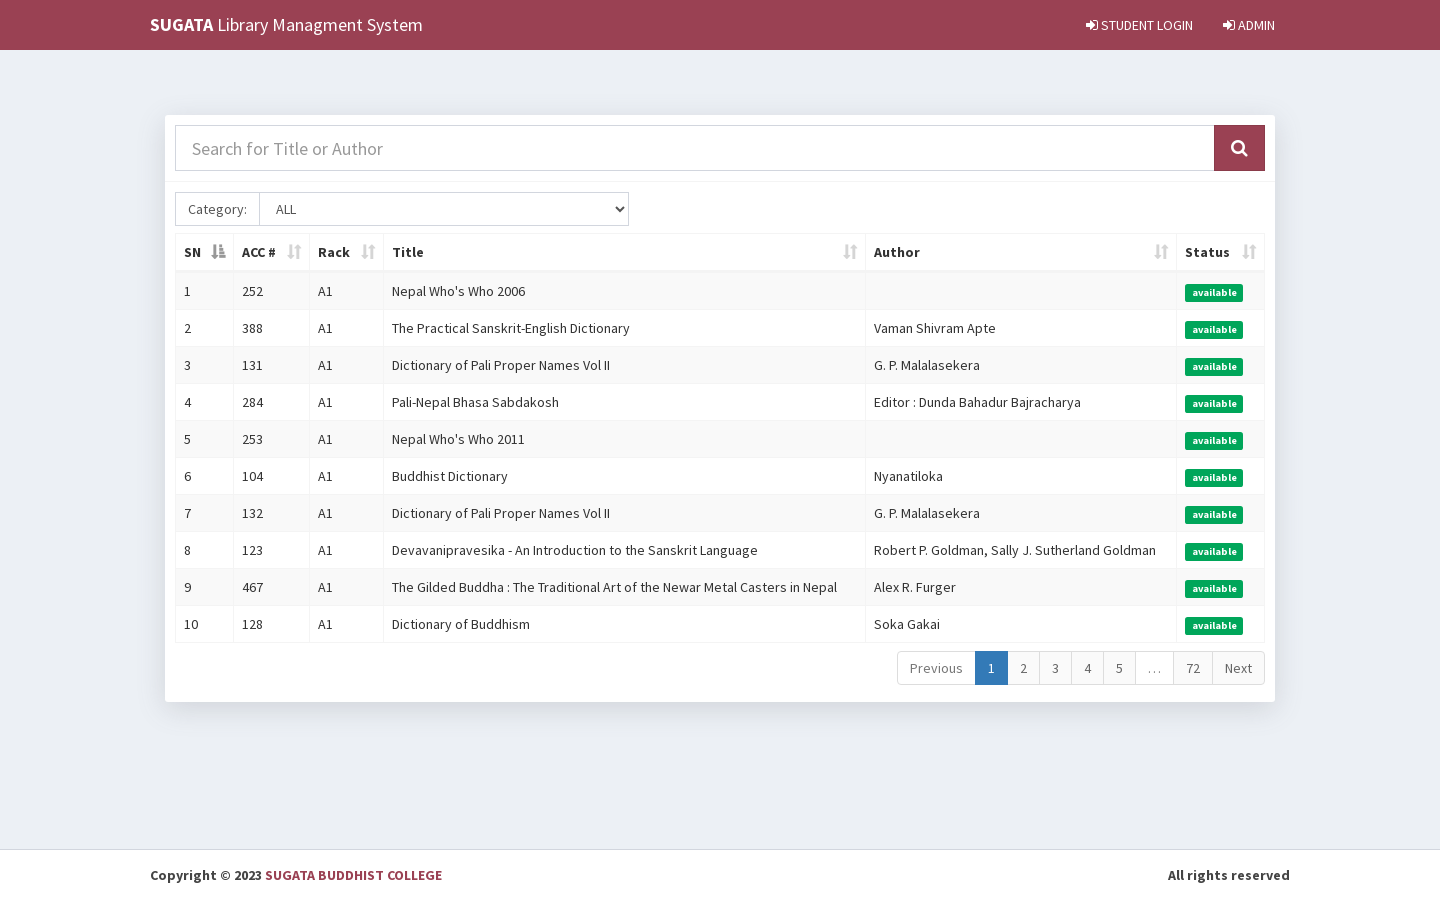 SUGATA Library Managment System STUDENT LOGIN ADMIN
Search for Title or Author
Category: ALL
SN ACC # Rack Title Author Status
1 252 A1 Nepal Who's Who 2006 available
2 388 A1 The Practical Sanskrit-English Dictionary Vaman Shivram Apte available
3 131 A1 Dictionary of Pali Proper Names Vol II G. P. Malalasekera available
4 284 A1 Pali-Nepal Bhasa Sabdakosh Editor : Dunda Bahadur Bajracharya available
5 253 A1 Nepal Who's Who 2011 available
6 104 A1 Buddhist Dictionary Nyanatiloka available
7 132 A1 Dictionary of Pali Proper Names Vol II G. P. Malalasekera available
8 123 A1 Devavanipravesika - An Introduction to the Sanskrit Language Robert P. Goldman, Sally J. Sutherland Goldman available
9 467 A1 The Gilded Buddha : The Traditional Art of the Newar Metal Casters in Nepal Alex R. Furger available
10 128 A1 Dictionary of Buddhism Soka Gakai available
Previous 1 2 3 4 5 … 72 Next
Copyright © 2023 SUGATA BUDDHIST COLLEGE All rights reserved